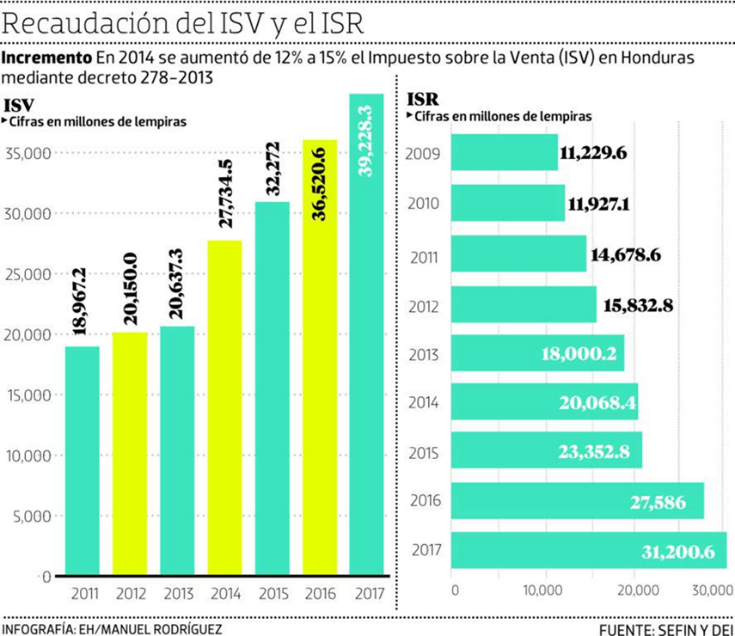 Recaudación del ISV y el ISR
Incremento En 2014 se aumentó de 12% a 15% el Impuesto sobre la Venta (ISV) en Honduras
mediante decreto 278-2013
ISV
Cifras en millones de lempiras
35,000
30,000
25,000
20,000
15,000
10,000
5,000
0
18,967.2
20,150.0
20,637.3
27,734.5
32,272
36,520.6
39,228.3
2011 2012 2013 2014 2015 2016 2017
ISR
Cifras en millones de lempiras
2009 11,229.6
2010 11,927.1
2011 14,678.6
2012 15,832.8
2013 18,000.2
2014 20,068.4
2015 23,352.8
2016 27,586
2017 31,200.6
0 10,000 20,000 30,000
INFOGRAFÍA: EH/MANUEL RODRÍGUEZ
FUENTE: SEFIN Y DEI